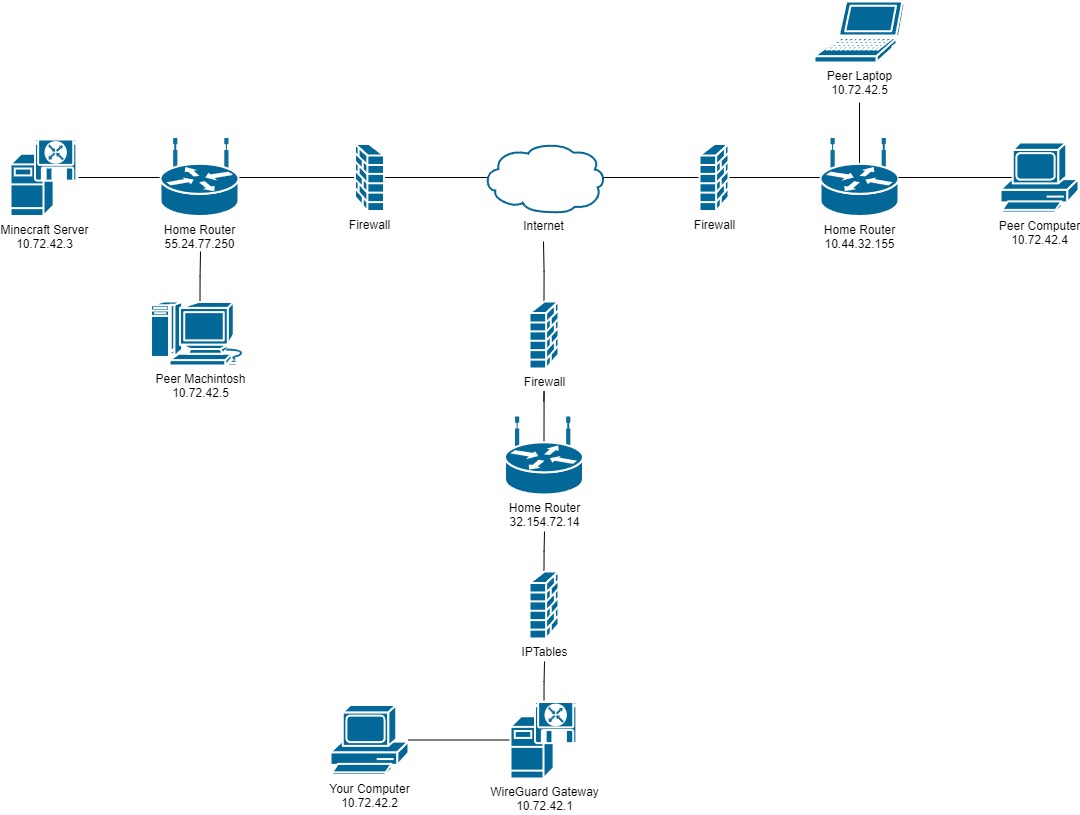 Peer Laptop
10.72.42.5
Minecraft Server
10.72.42.3
Home Router
55.24.77.250
Firewall
Internet
Firewall
Home Router
10.44.32.155
Peer Computer
10.72.42.4
Peer Machintosh
10.72.42.5
Firewall
Home Router
32.154.72.14
IPTables
Your Computer
10.72.42.2
WireGuard Gateway
10.72.42.1